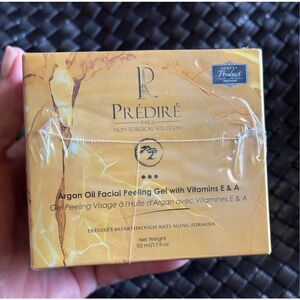 P
PRÉDIRÉ
PARIS
NON-SURGICAL SOLUTION
Product
Argan Oil Facial Peeling Gel with Vitamins E & A
Gel Peeling Visage à l'Huile d'Argan avec Vitamines E & A
PREDIRE'S BREAKTHROUGH ANTI-AGING FORMULA
Net Weight
50 ml/1.7 fl oz